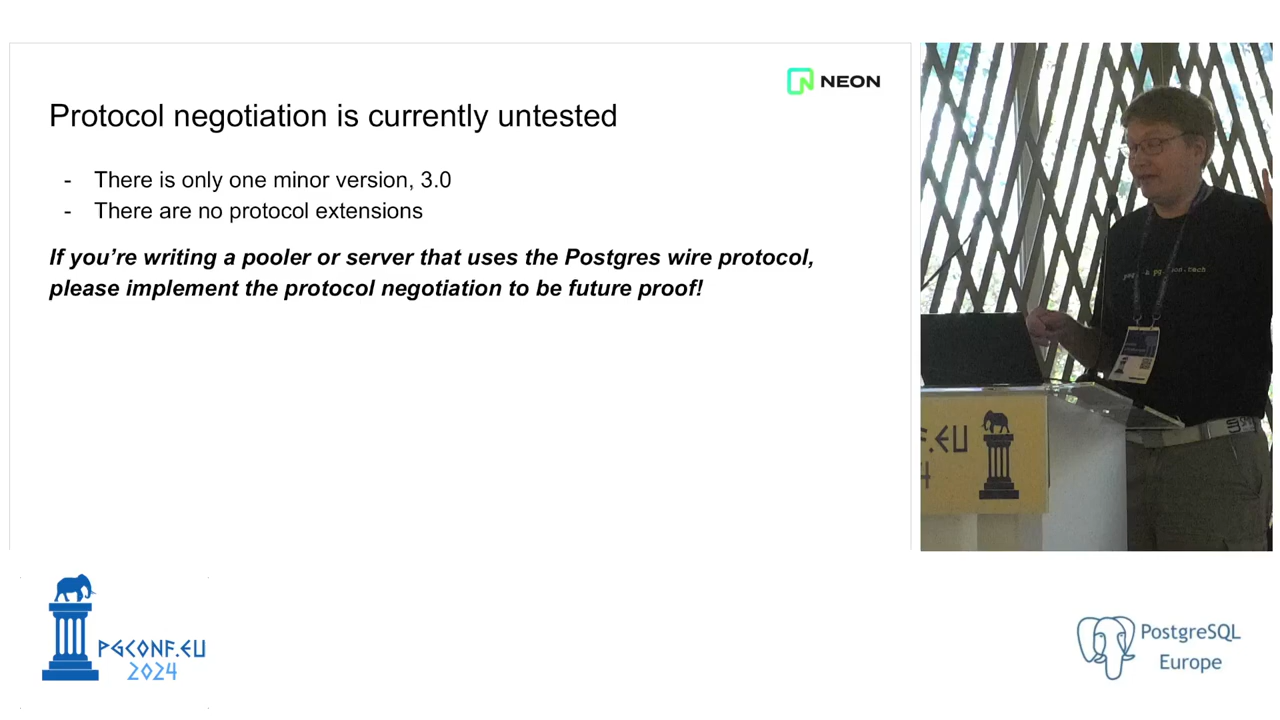 NEON
Protocol negotiation is currently untested
- There is only one minor version, 3.0
- There are no protocol extensions
If you’re writing a pooler or server that uses the Postgres wire protocol,
please implement the protocol negotiation to be future proof!
F.EU
4
PGCONF.EU
2024
PostgreSQL
Europe